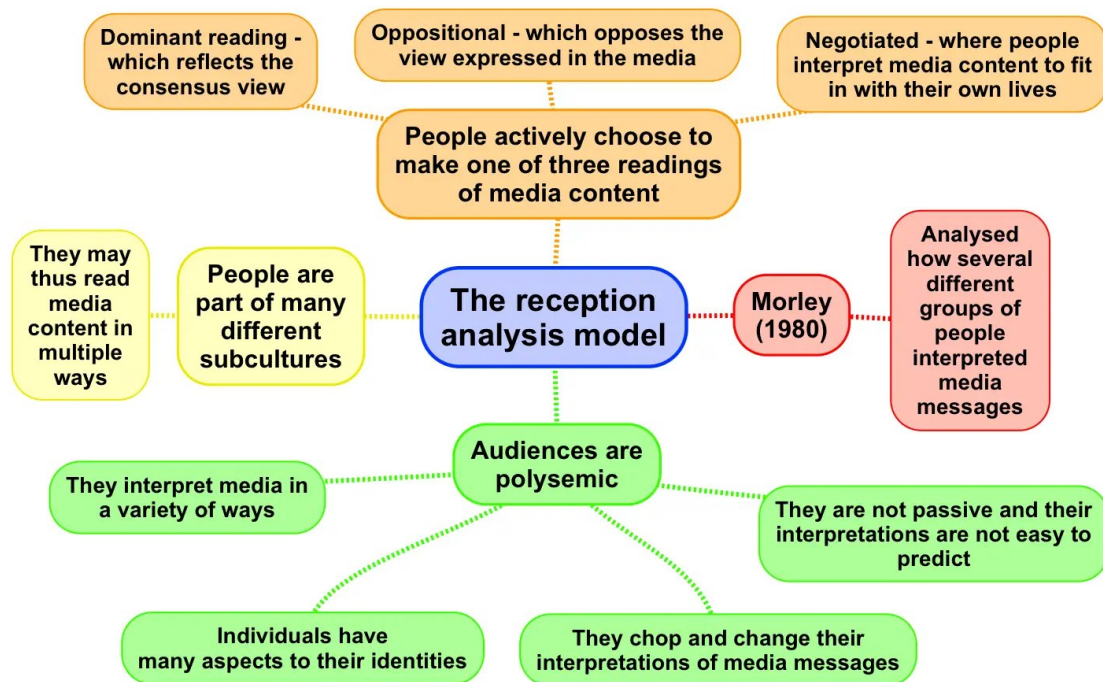 Dominant reading -
which reflects the
consensus view
Oppositional - which opposes the
view expressed in the media
Negotiated - where people
interpret media content to fit
in with their own lives
People actively choose to
make one of three readings
of media content
They may
thus read
media
content in
multiple
ways
People are
part of many
different
subcultures
The reception
analysis model
Morley
(1980)
Analysed
how several
different
groups of
people
interpreted
media
messages
Audiences are
polysemic
They interpret media in
a variety of ways
They are not passive and their
interpretations are not easy to
predict
Individuals have
many aspects to their identities
They chop and change their
interpretations of media messages